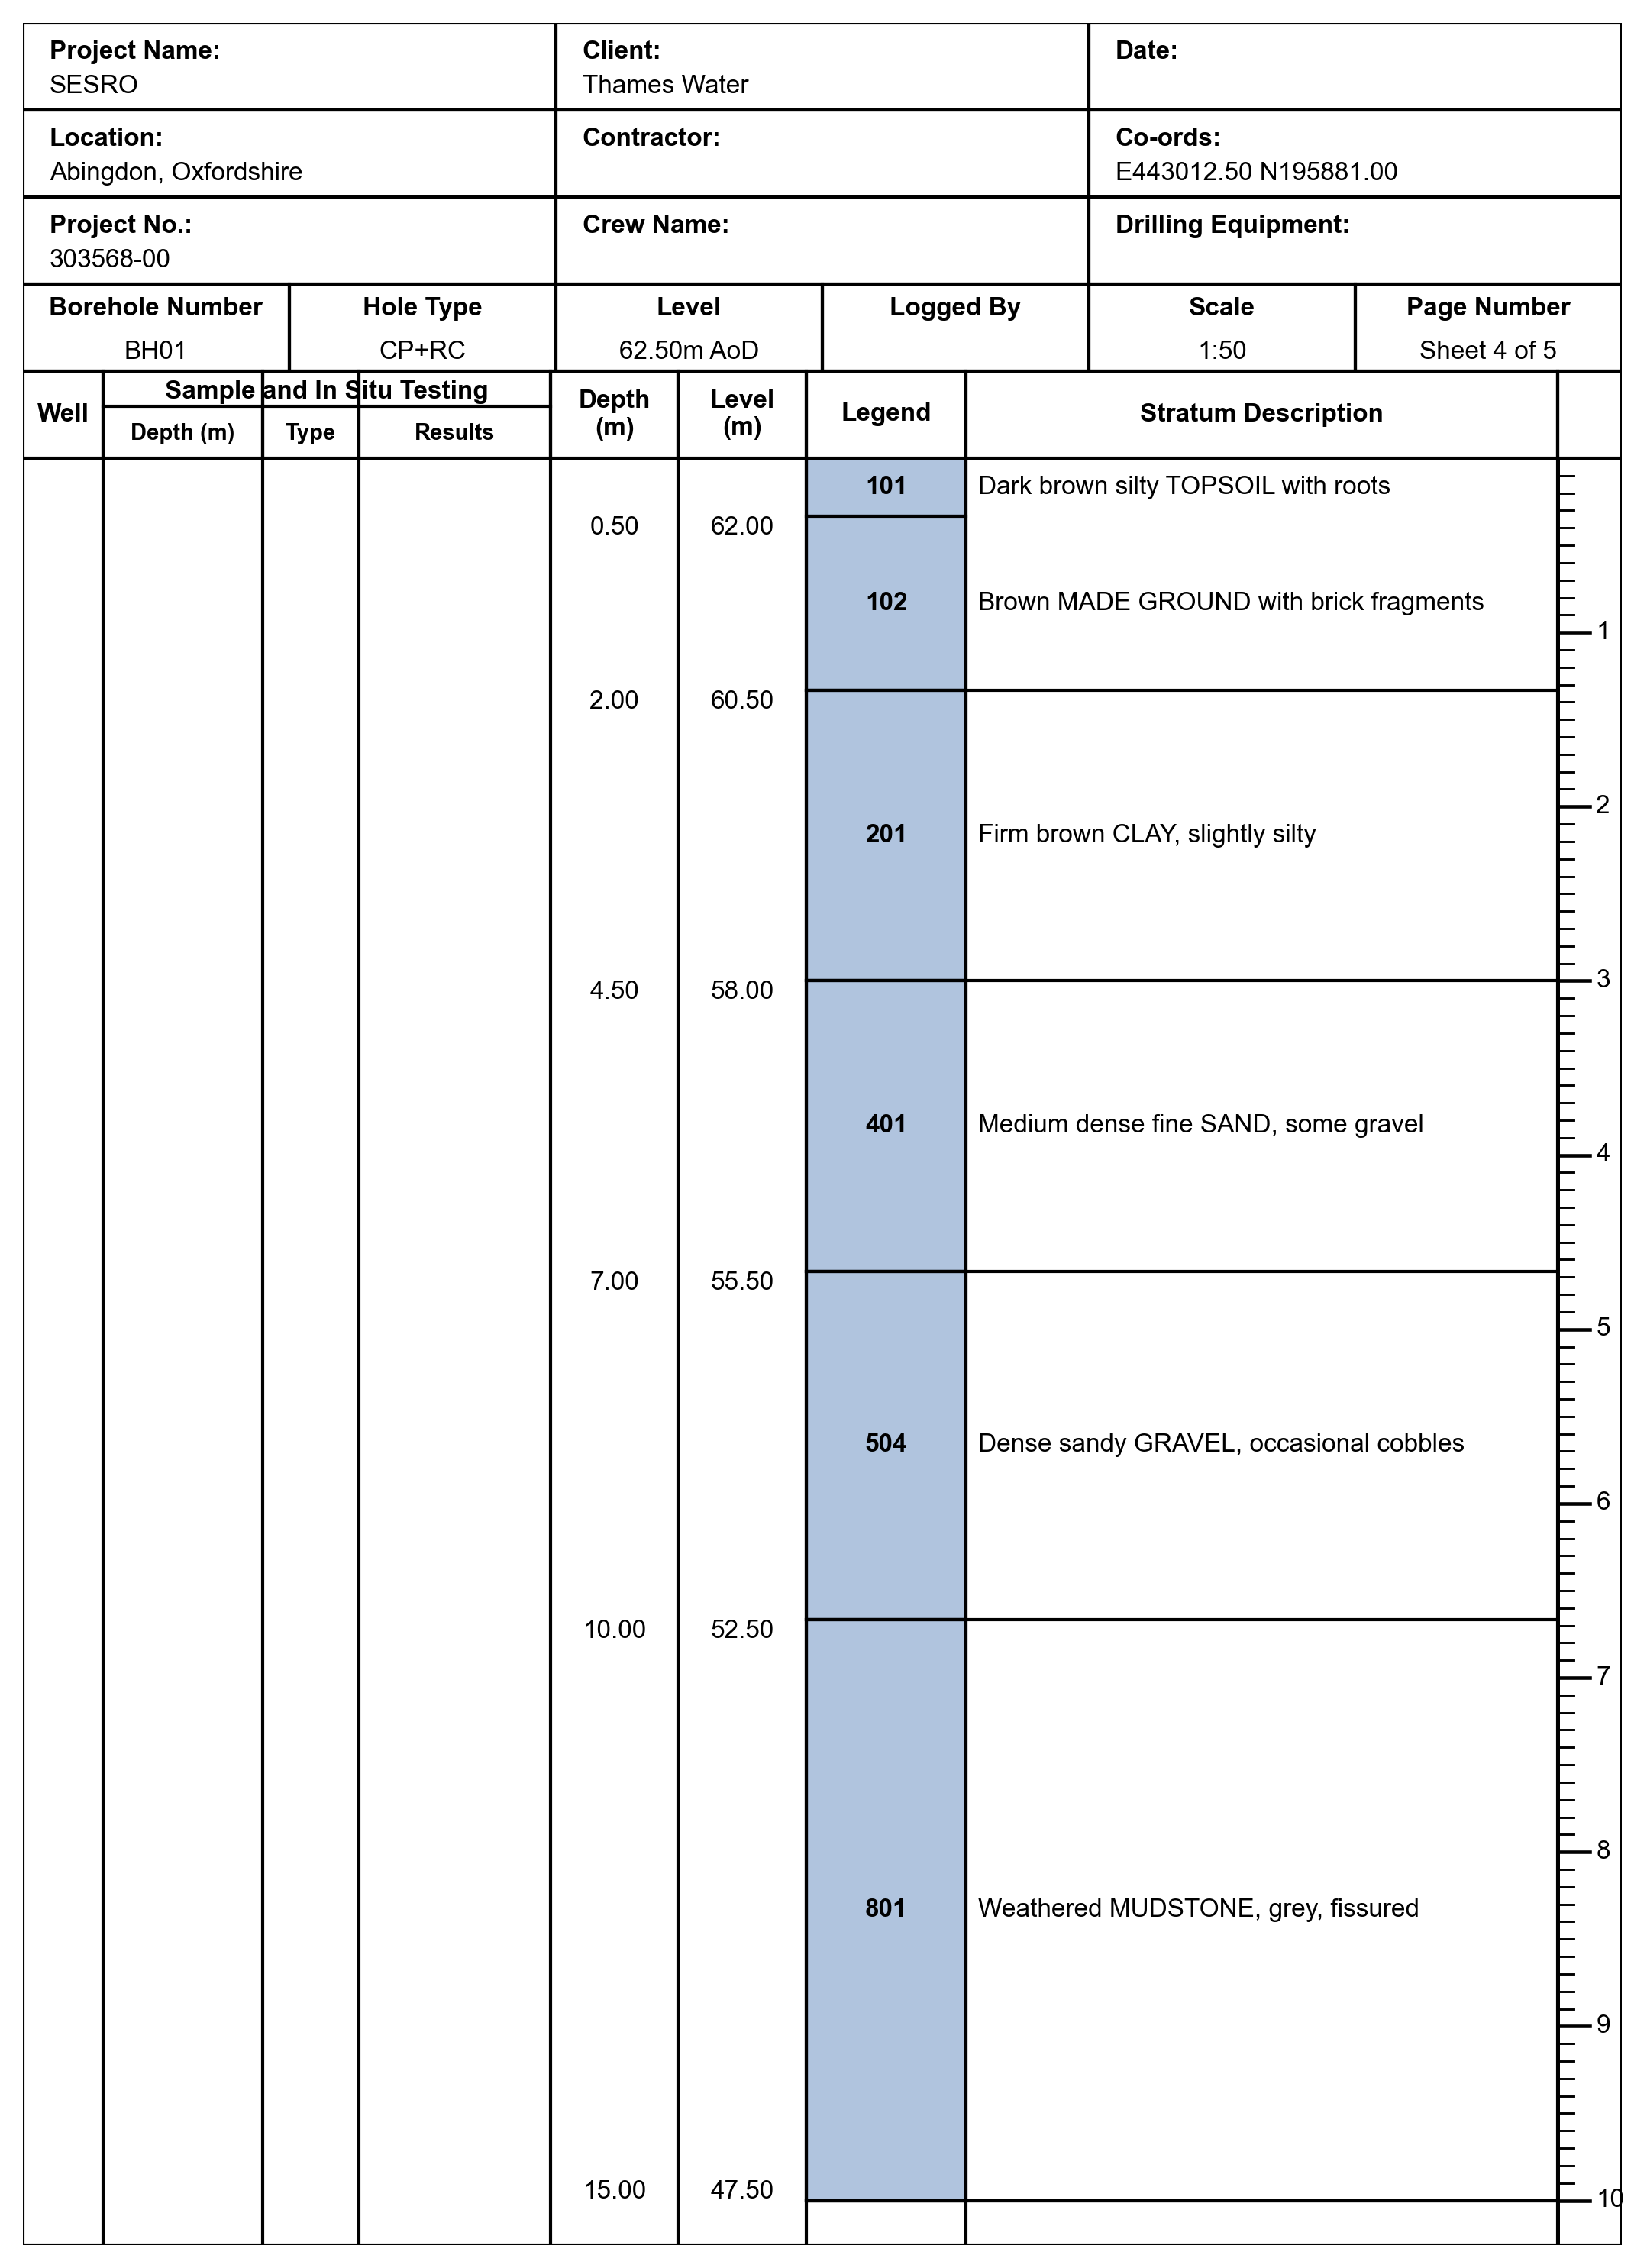 Project Name:
SESRO
Client:
Thames Water
Date:
Location:
Abingdon, Oxfordshire
Contractor:
Co-ords:
E443012.50 N195881.00
Project No.:
303568-00
Crew Name:
Drilling Equipment:
Borehole Number
BH01
Hole Type
CP+RC
Level
62.50m AoD
Logged By
Scale
1:50
Page Number
Sheet 4 of 5
Well
Sample and In Situ Testing
Depth (m)
Type
Results
Depth
(m)
Level
(m)
Legend
Stratum Description
101
Dark brown silty TOPSOIL with roots
0.50
62.00
102
Brown MADE GROUND with brick fragments
1
2.00
60.50
2
201
Firm brown CLAY, slightly silty
3
4.50
58.00
401
Medium dense fine SAND, some gravel
4
7.00
55.50
5
504
Dense sandy GRAVEL, occasional cobbles
6
10.00
52.50
7
8
801
Weathered MUDSTONE, grey, fissured
9
15.00
47.50
10